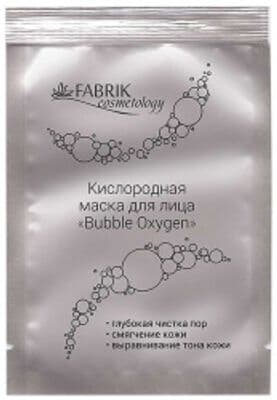 FABRIK
cosmetology
Кислородная
маска для лица
«Bubble Oxygen»
• глубокая чистка пор
• смягчение кожи
• выравнивание тона кожи